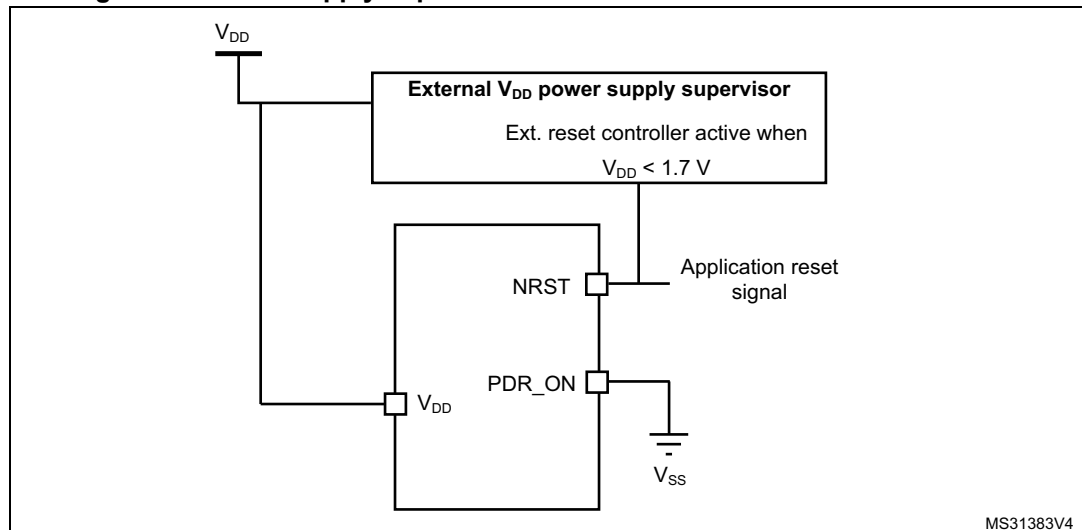 VDD
External VDD power supply supervisor
Ext. reset controller active when
VDD < 1.7 V
NRST
Application reset
signal
PDR_ON
VDD
VSS
MS31383V4